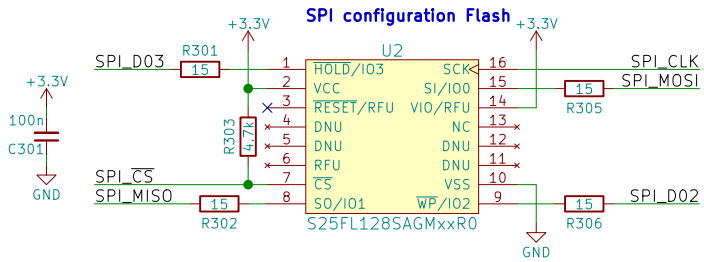 SPI configuration Flash
+3.3V
+3.3V
U2
SPI_D03
R301
15
1
HOLD/IO3
SCK
16
SPI_CLK
2
VCC
SI/IO0
15
15
R305
SPI_MOSI
+3.3V
100n
C301
GND
3
RESET/RFU
VIO/RFU
14
R303
4.7k
4
DNU
NC
13
5
DNU
DNU
12
6
RFU
DNU
11
SPI_CS
7
CS
VSS
10
SPI_MISO
15
R302
8
SO/IO1
WP/IO2
9
15
R306
SPI_D02
S25FL128SAGMxxR0
GND